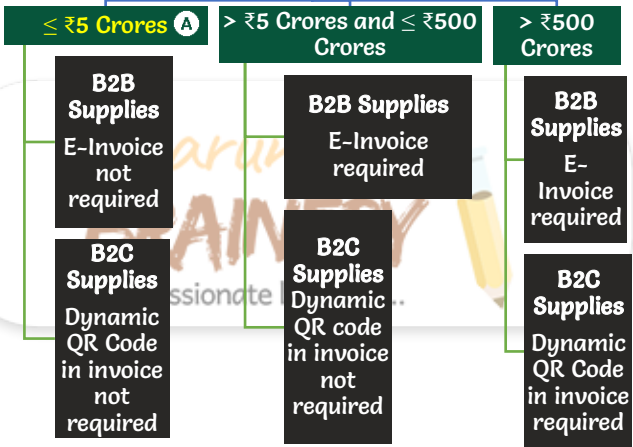 ≤ ₹5 Crores A
> ₹5 Crores and ≤ ₹500
Crores
> ₹500
Crores
B2B
Supplies
E-Invoice
not
required
B2C
Supplies
Dynamic
QR Code
in invoice
not
required
B2B Supplies
E-Invoice
required
B2C
Supplies
Dynamic
QR code
in invoice
not
required
B2B
Supplies
E-
Invoice
required
B2C
Supplies
Dynamic
QR Code
in invoice
required